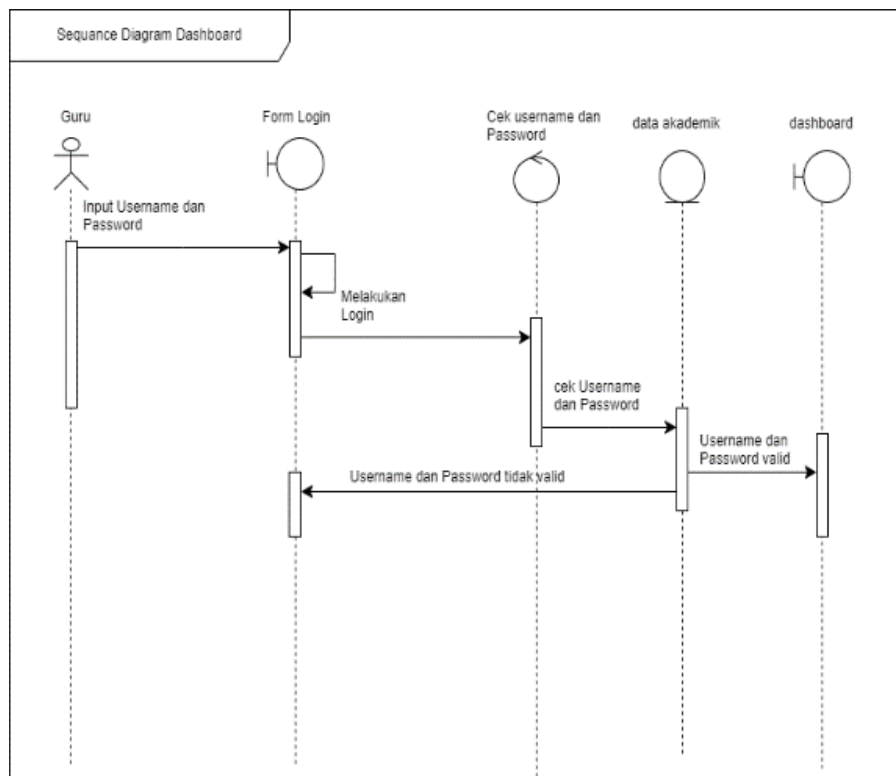 Sequance Diagram Dashboard
Guru
Form Login
Cek username dan
Password
data akademik
dashboard
Input Username dan
Password
Melakukan
Login
cek Username
dan Password
Username dan
Password valid
Username dan Password tidak valid